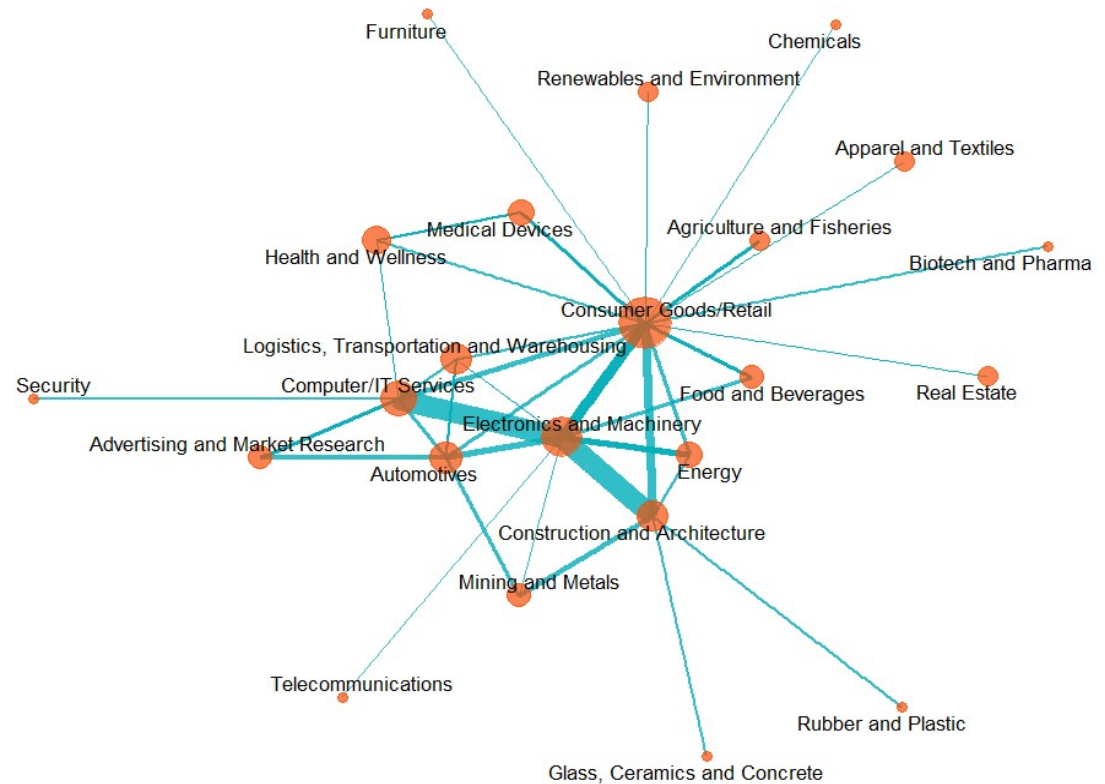 Furniture
Chemicals
Renewables and Environment
Apparel and Textiles
Medical Devices
Agriculture and Fisheries
Health and Wellness
Biotech and Pharma
Consumer Goods/Retail
Logistics, Transportation and Warehousing
Security
Computer/IT Services
Food and Beverages
Real Estate
Electronics and Machinery
Advertising and Market Research
Automotives
Energy
Construction and Architecture
Mining and Metals
Telecommunications
Rubber and Plastic
Glass, Ceramics and Concrete